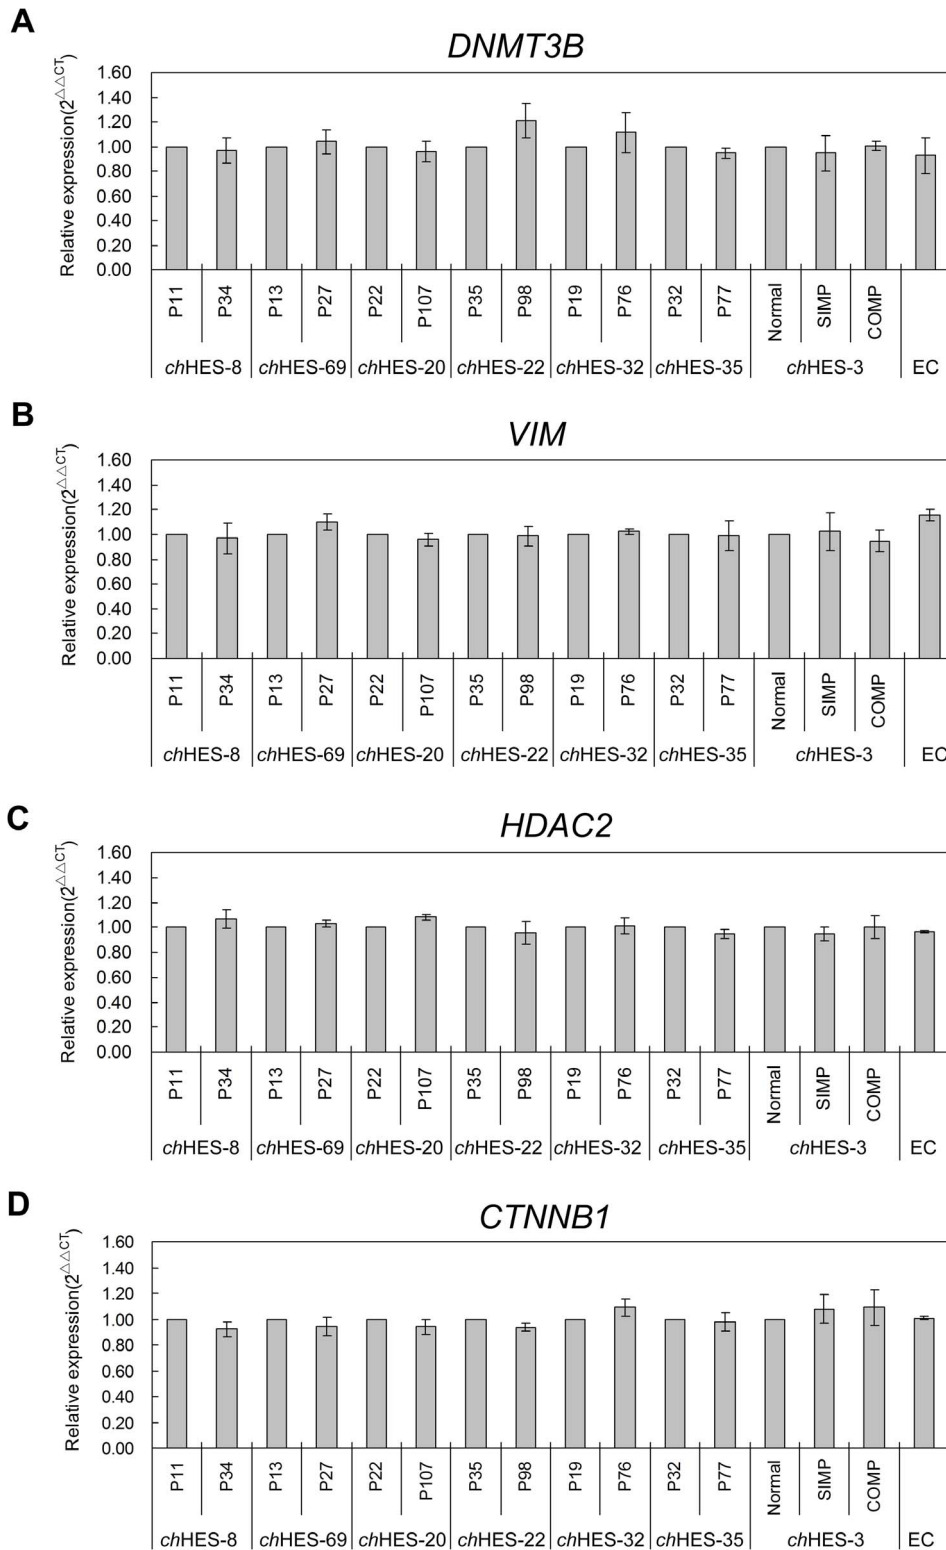 A
DNMT3B
Relative expression(2△△CT)
1.60
1.40
1.20
1.00
0.80
0.60
0.40
0.20
0.00
P11 P34 P13 P27 P22 P107 P35 P98 P19 P76 P32 P77 Normal SIMP COMP
chHES-8 chHES-69 chHES-20 chHES-22 chHES-32 chHES-35 chHES-3 EC
B
VIM
Relative expression(2△△CT)
1.60
1.40
1.20
1.00
0.80
0.60
0.40
0.20
0.00
P11 P34 P13 P27 P22 P107 P35 P98 P19 P76 P32 P77 Normal SIMP COMP
chHES-8 chHES-69 chHES-20 chHES-22 chHES-32 chHES-35 chHES-3 EC
C
HDAC2
Relative expression(2△△CT)
1.60
1.40
1.20
1.00
0.80
0.60
0.40
0.20
0.00
P11 P34 P13 P27 P22 P107 P35 P98 P19 P76 P32 P77 Normal SIMP COMP
chHES-8 chHES-69 chHES-20 chHES-22 chHES-32 chHES-35 chHES-3 EC
D
CTNNB1
Relative expression(2△△CT)
1.60
1.40
1.20
1.00
0.80
0.60
0.40
0.20
0.00
P11 P34 P13 P27 P22 P107 P35 P98 P19 P76 P32 P77 Normal SIMP COMP
chHES-8 chHES-69 chHES-20 chHES-22 chHES-32 chHES-35 chHES-3 EC